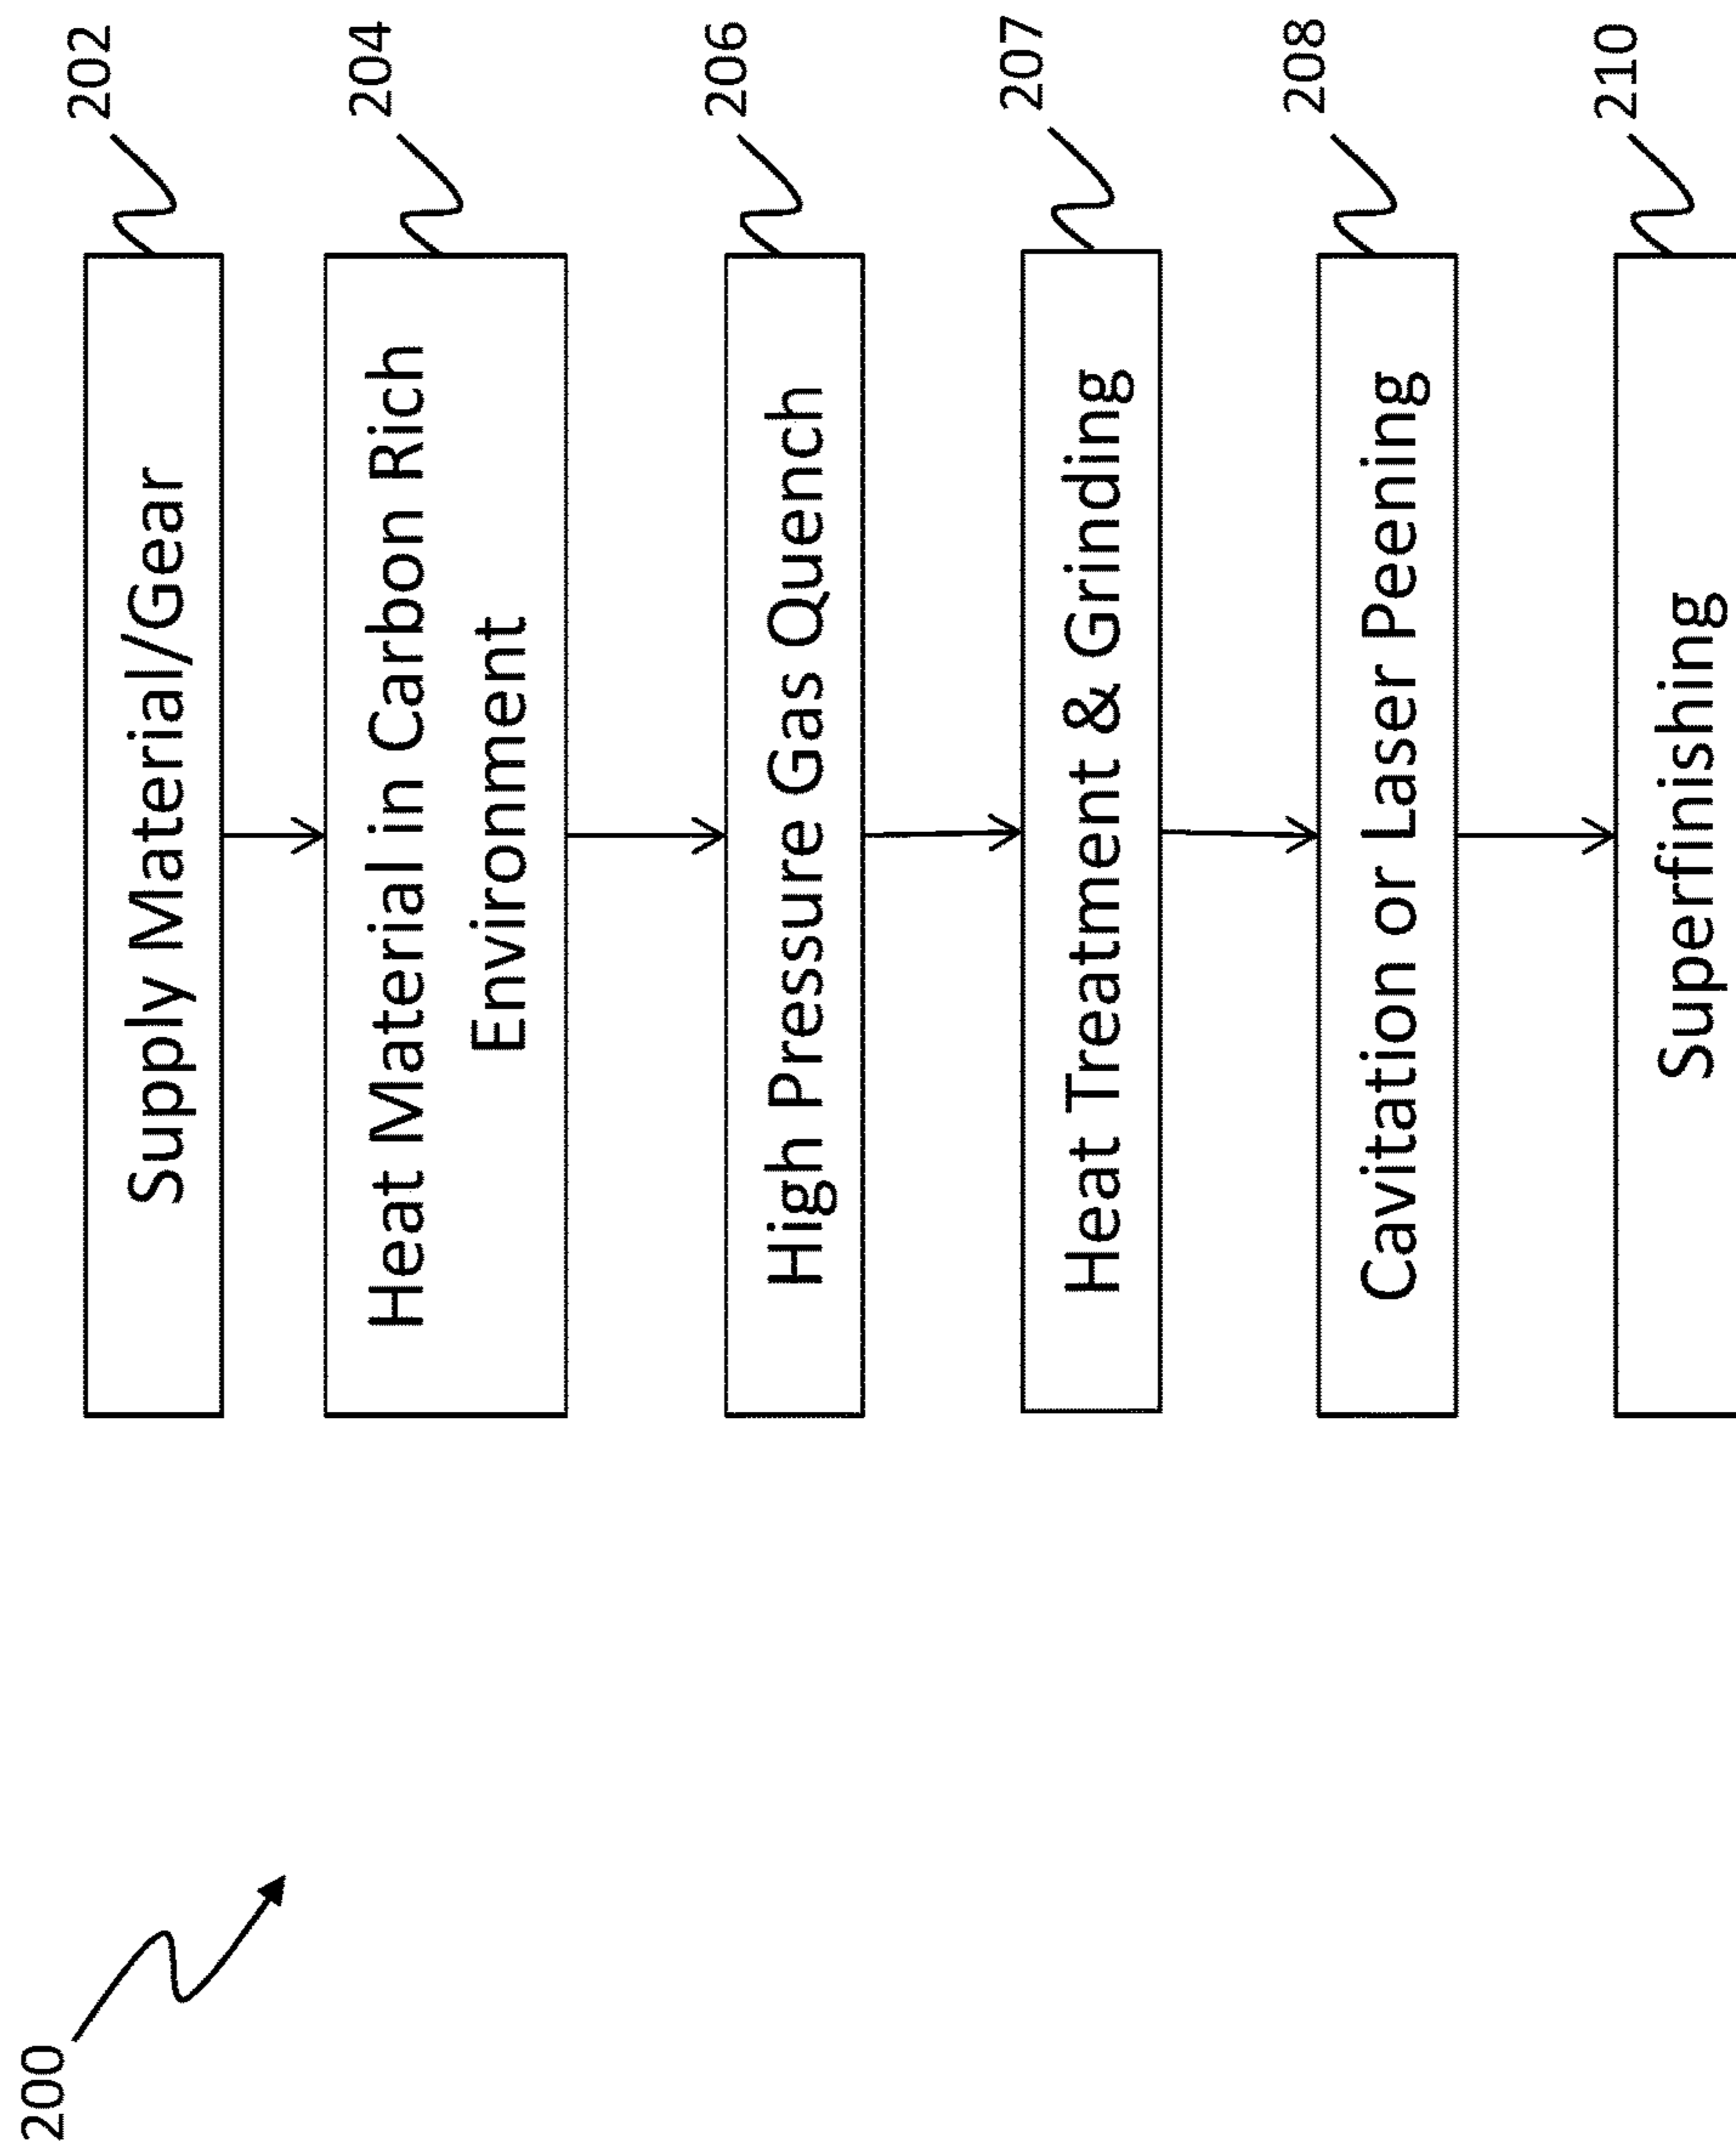 200
Supply Material/Gear
202
Heat Material in Carbon Rich
Environment
204
High Pressure Gas Quench
206
Heat Treatment & Grinding
207
Cavitation or Laser Peening
208
Superfinishing
210